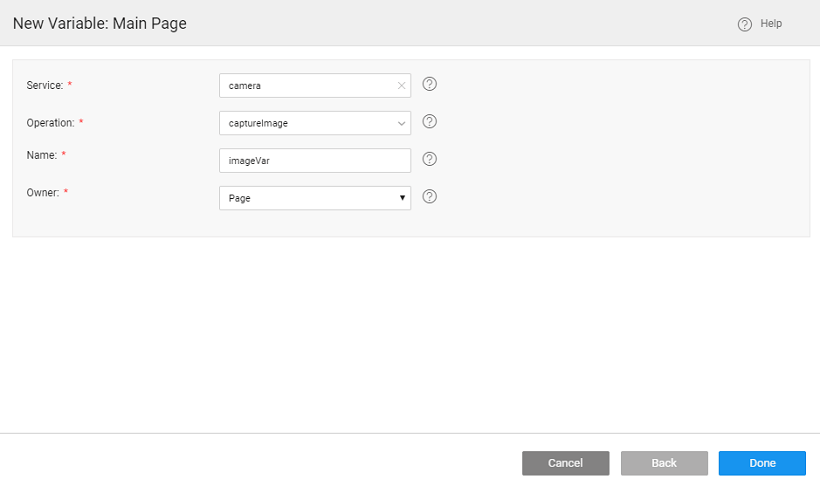 New Variable: Main Page
Help
Service: *
camera
Operation: *
captureImage
Name: *
imageVar
Owner: *
Page
Cancel
Back
Done